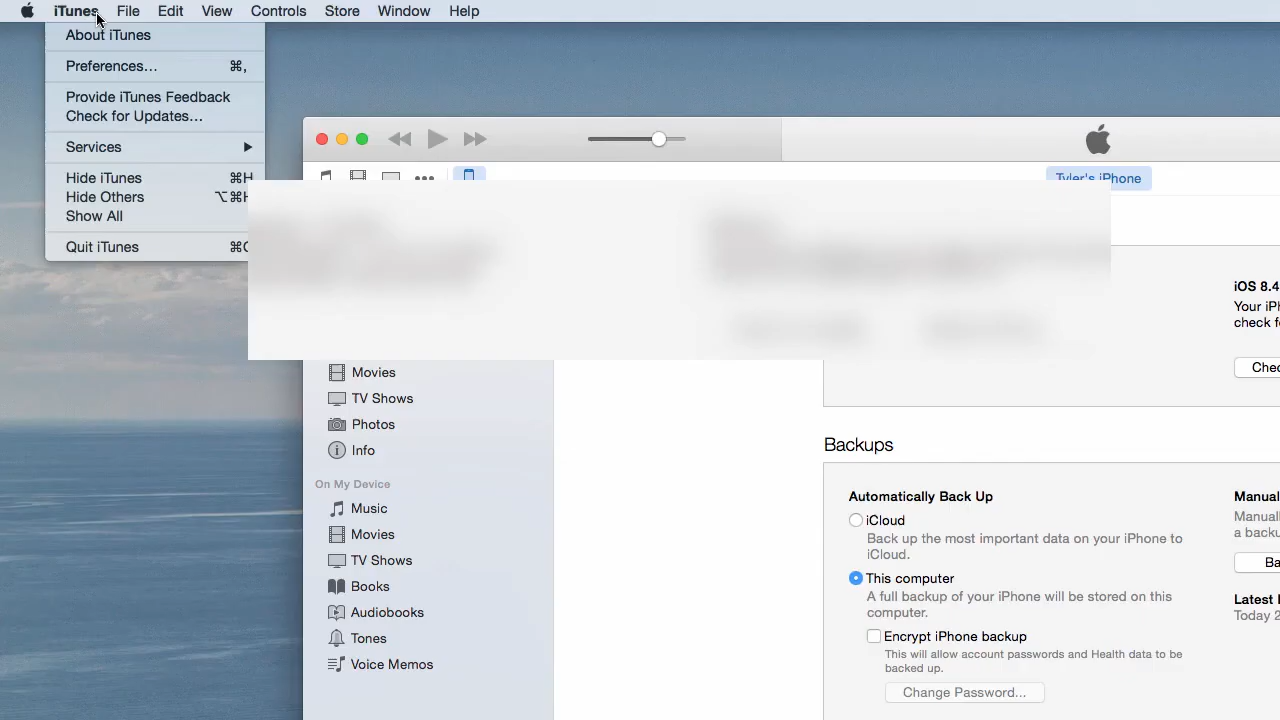 iTunes File Edit View Controls Store Window Help
About iTunes
Preferences… ⌘,
Provide iTunes Feedback
Check for Updates…
Services ▶
Hide iTunes ⌘H
Hide Others ⌥⌘H
Show All
Quit iTunes
Tyler's iPhone
iOS 8.4
Your iPh
check fo
Chec
Movies
TV Shows
Photos
Info
On My Device
Music
Movies
TV Shows
Books
Audiobooks
Tones
Voice Memos
Backups
Automatically Back Up
iCloud
Back up the most important data on your iPhone to
iCloud.
This computer
A full backup of your iPhone will be stored on this
computer.
Encrypt iPhone backup
This will allow account passwords and Health data to be
backed up.
Change Password...
Manual
Manuall
a backu
Ba
Latest
Today 2